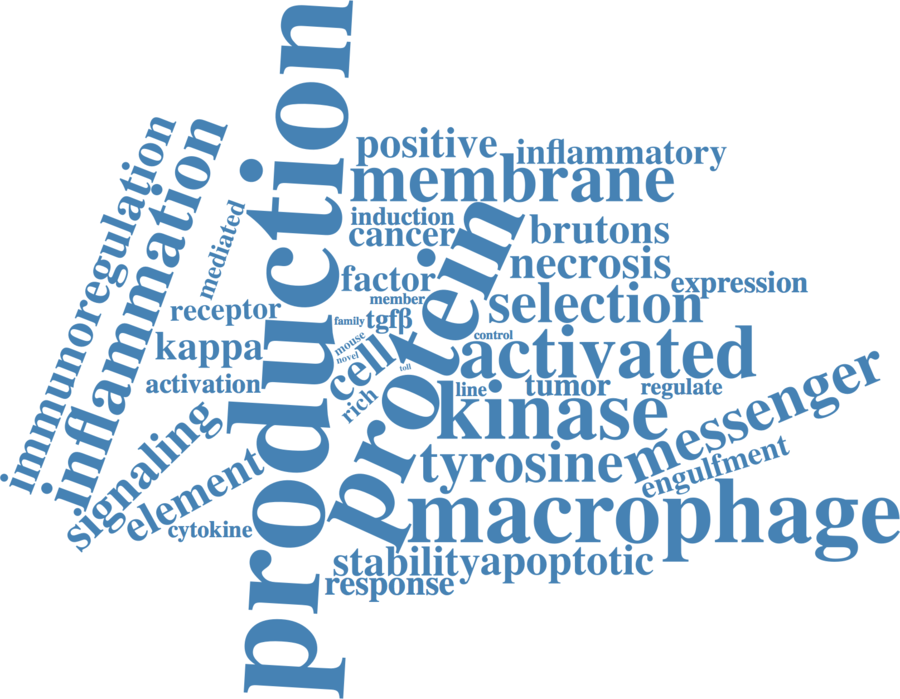 production
immunoregulation
inflammation
positive
inflammatory
membrane
mediated
induction
protein
brutons
cancer
necrosis
factor
expression
member
selection
receptor
family
tgfβ
control
mouse
kappa
novel
cell
toll
activated
activation
line
tumor
regulate
rich
kinase
messenger
signaling
tyrosine
engulfment
element
macrophage
cytokine
stability
apoptotic
response